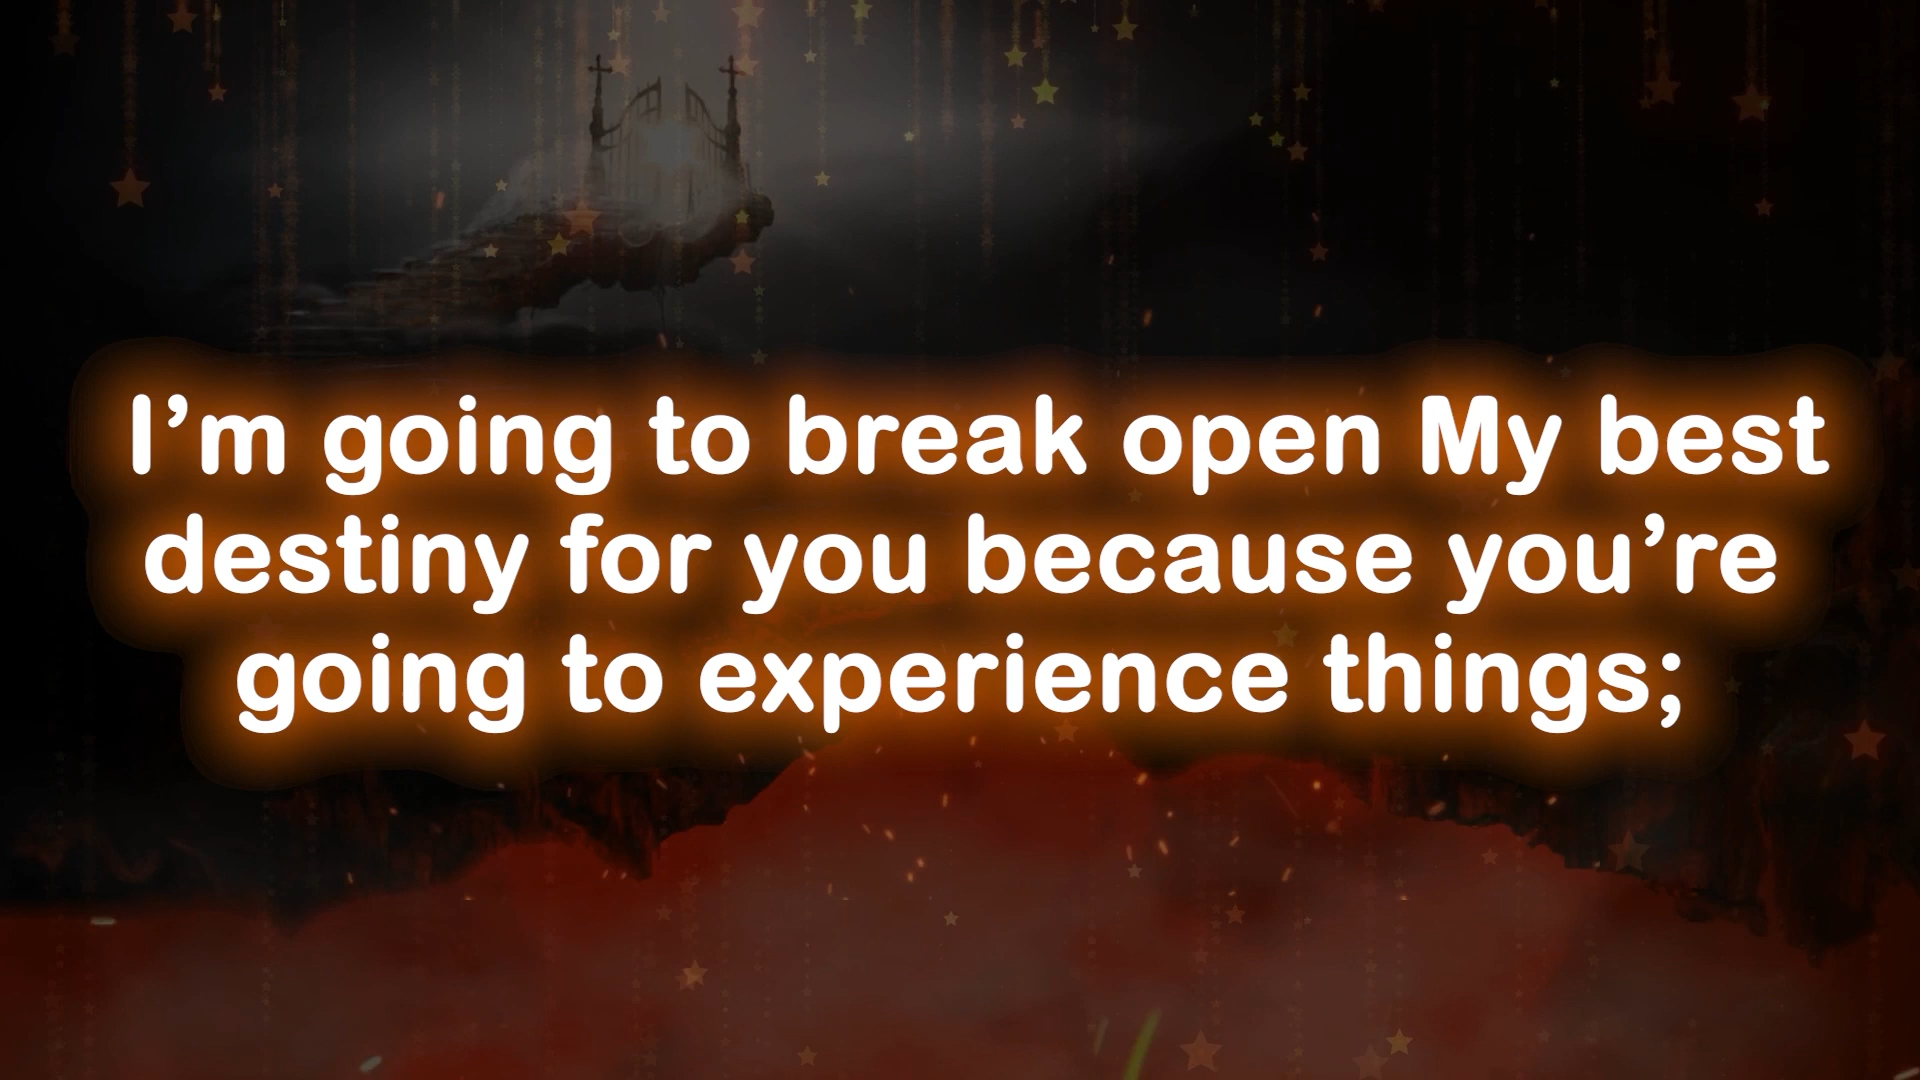 I’m going to break open My best
destiny for you because you’re
going to experience things;